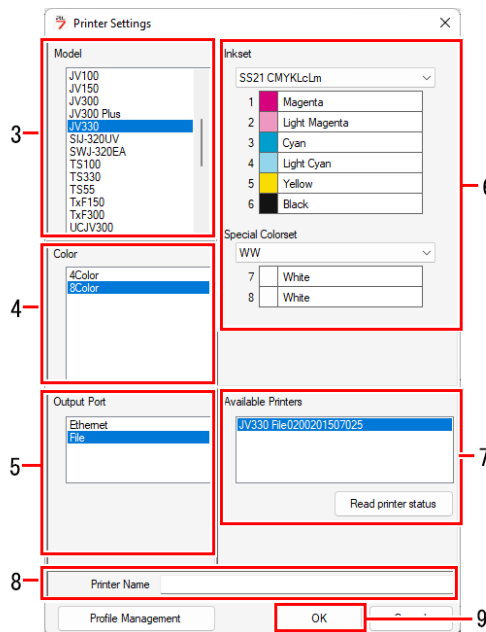 Printer Settings
Model
JV100
JV150
JV300
JV300 Plus
JV330
SIJ-320UV
SWJ-320EA
TS100
TS330
TS55
TxF150
TxF300
UCJV300
3
Inkset
SS21 CMYKLcLm
1 Magenta
2 Light Magenta
3 Cyan
4 Light Cyan
5 Yellow
6 Black
Special Colorset
WW
7 White
8 White
6
Color
4Color
8Color
4
Output Port
Ethernet
File
5
Available Printers
JV330 File0200201507025
Read printer status
7
8
Printer Name
Profile Management
OK
9